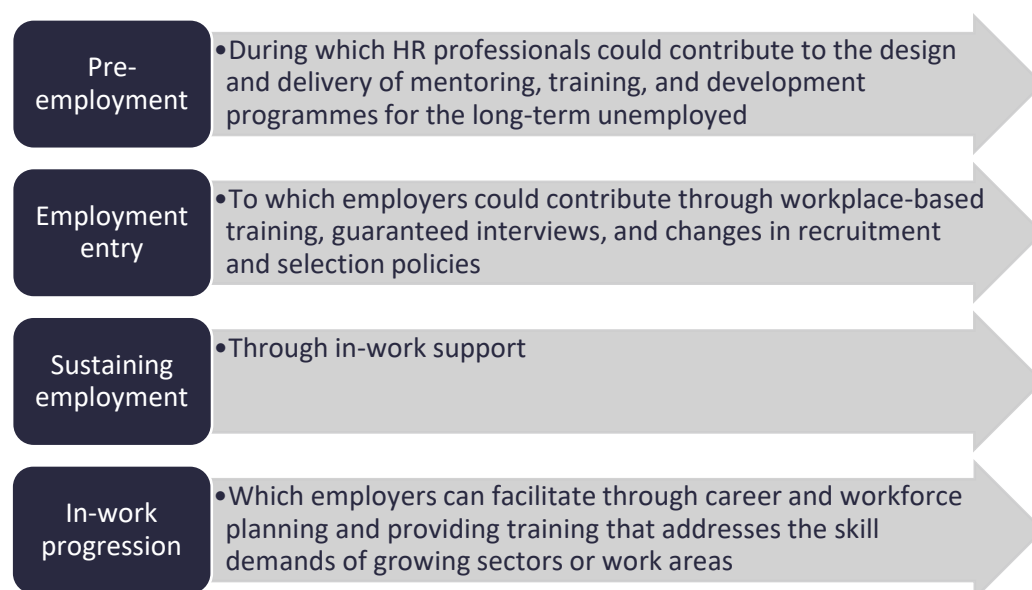 Pre-
employment
•During which HR professionals could contribute to the design
and delivery of mentoring, training, and development
programmes for the long-term unemployed
Employment
entry
•To which employers could contribute through workplace-based
training, guaranteed interviews, and changes in recruitment
and selection policies
Sustaining
employment
•Through in-work support
In-work
progression
•Which employers can facilitate through career and workforce
planning and providing training that addresses the skill
demands of growing sectors or work areas